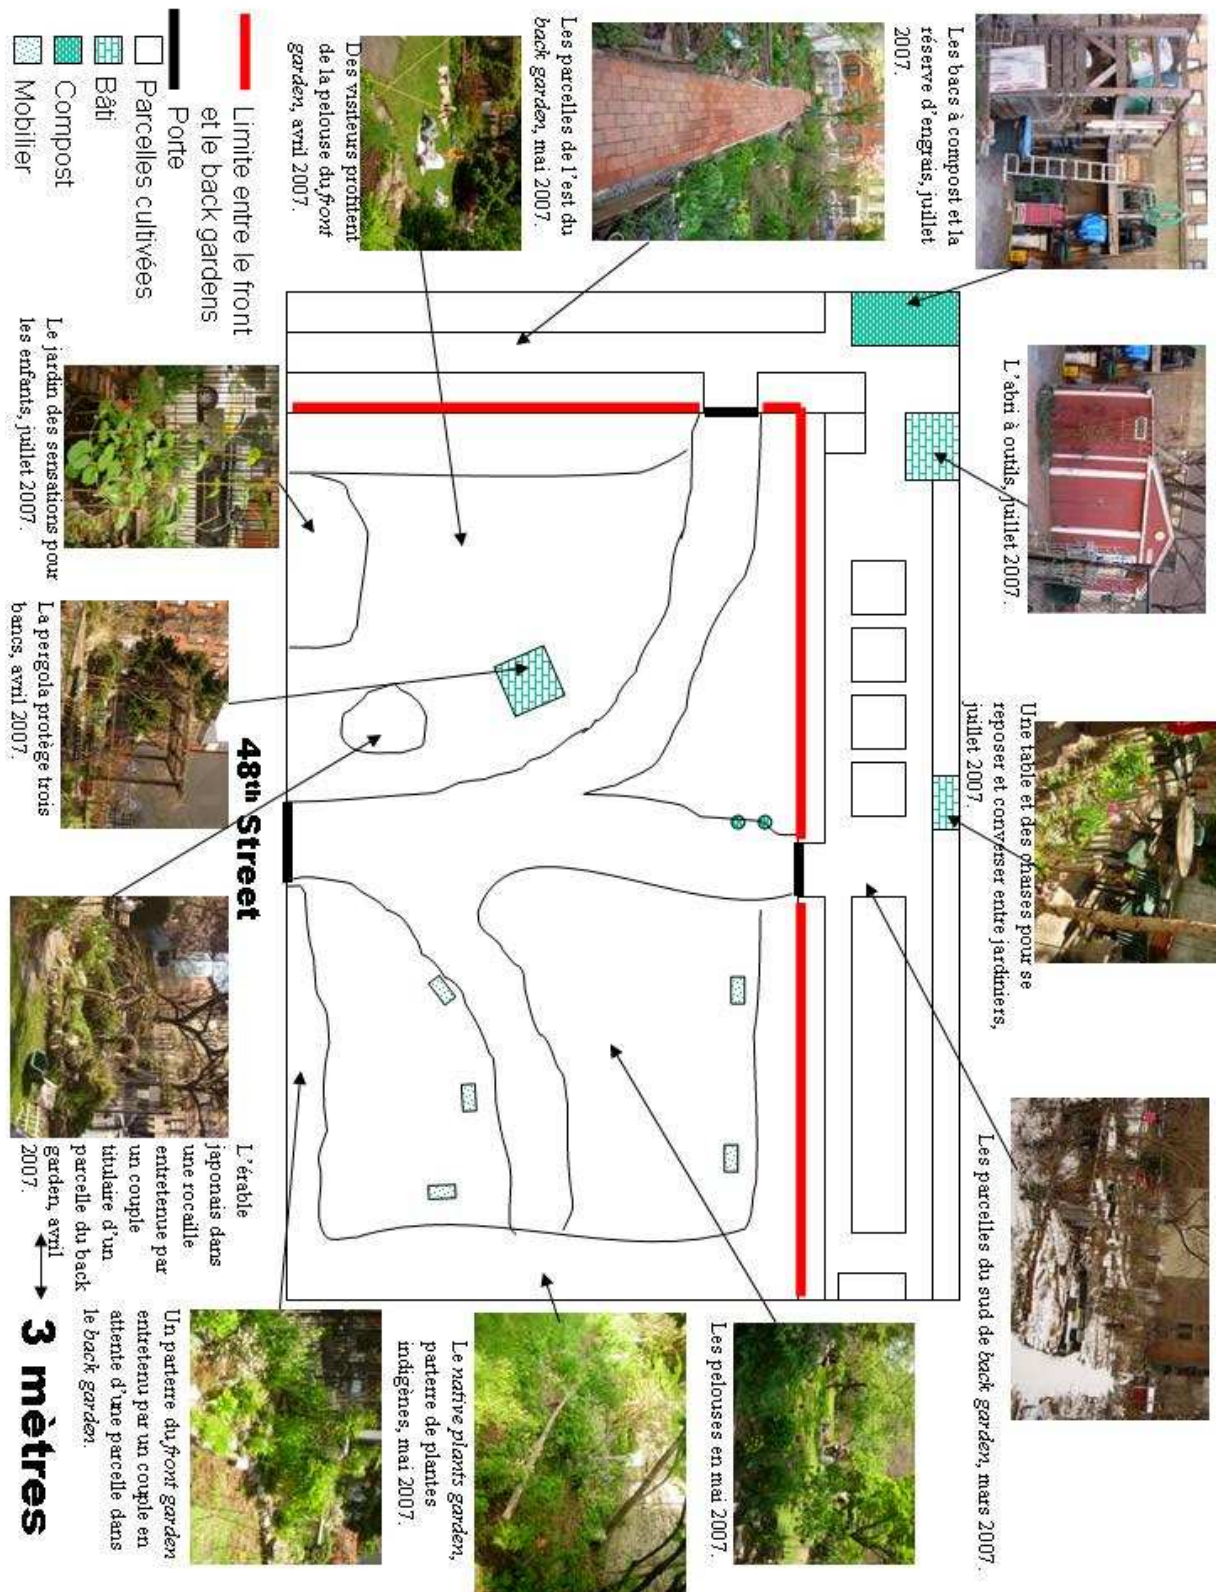 Les bacs à compost et la
réserve d'engrais, juillet
2007.
L'abri à outils, juillet 2007.
Une table et des chaises pour se
reposer et converser entre jardiniers,
juillet 2007.
Les parcelles du sud de back garden, mars 2007.
Les parcelles de l'est du
back garden, mai 2007.
Les pelouses en mai 2007.
Des visiteurs profitent
de la pelouse du front
garden, avril 2007.
Le native plants garden,
parterre de plantes
indigènes, mai 2007.
48th Street
Limite entre le front
et le back gardens
Porte
Parcelles cultivées
Bâti
Compost
Mobilier
Le jardin des sensations pour
les enfants, juillet 2007.
La pergola protège trois
bancs, avril 2007.
L'érable
japonais dans
une rocaille
entretenue par
un couple
titulaire d'un
parcelle du back
garden, avril
2007.
Un parterre du front garden
entretenu par un couple en
attente d'une parcelle dans
le back garden.
3 mètres